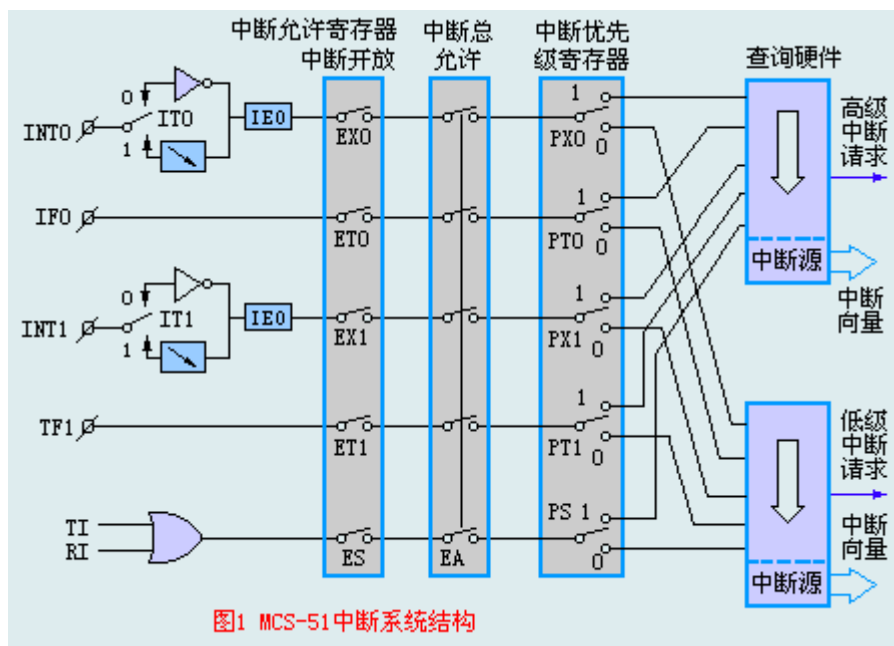 中断允许寄存器
中断开放
中断总
允许
中断优先
级寄存器
查询硬件
0
IT0
1
INT0
IE0
EX0
1
PX0
0
高级
中断
请求
IF0
ET0
1
PT0
0
中断源
中断
向量
0
IT1
1
INT1
IE0
EX1
1
PX1
0
TF1
ET1
1
PT1
0
低级
中断
请求
TI
RI
ES
EA
PS 1
0
中断源
中断
向量
图1 MCS-51中断系统结构